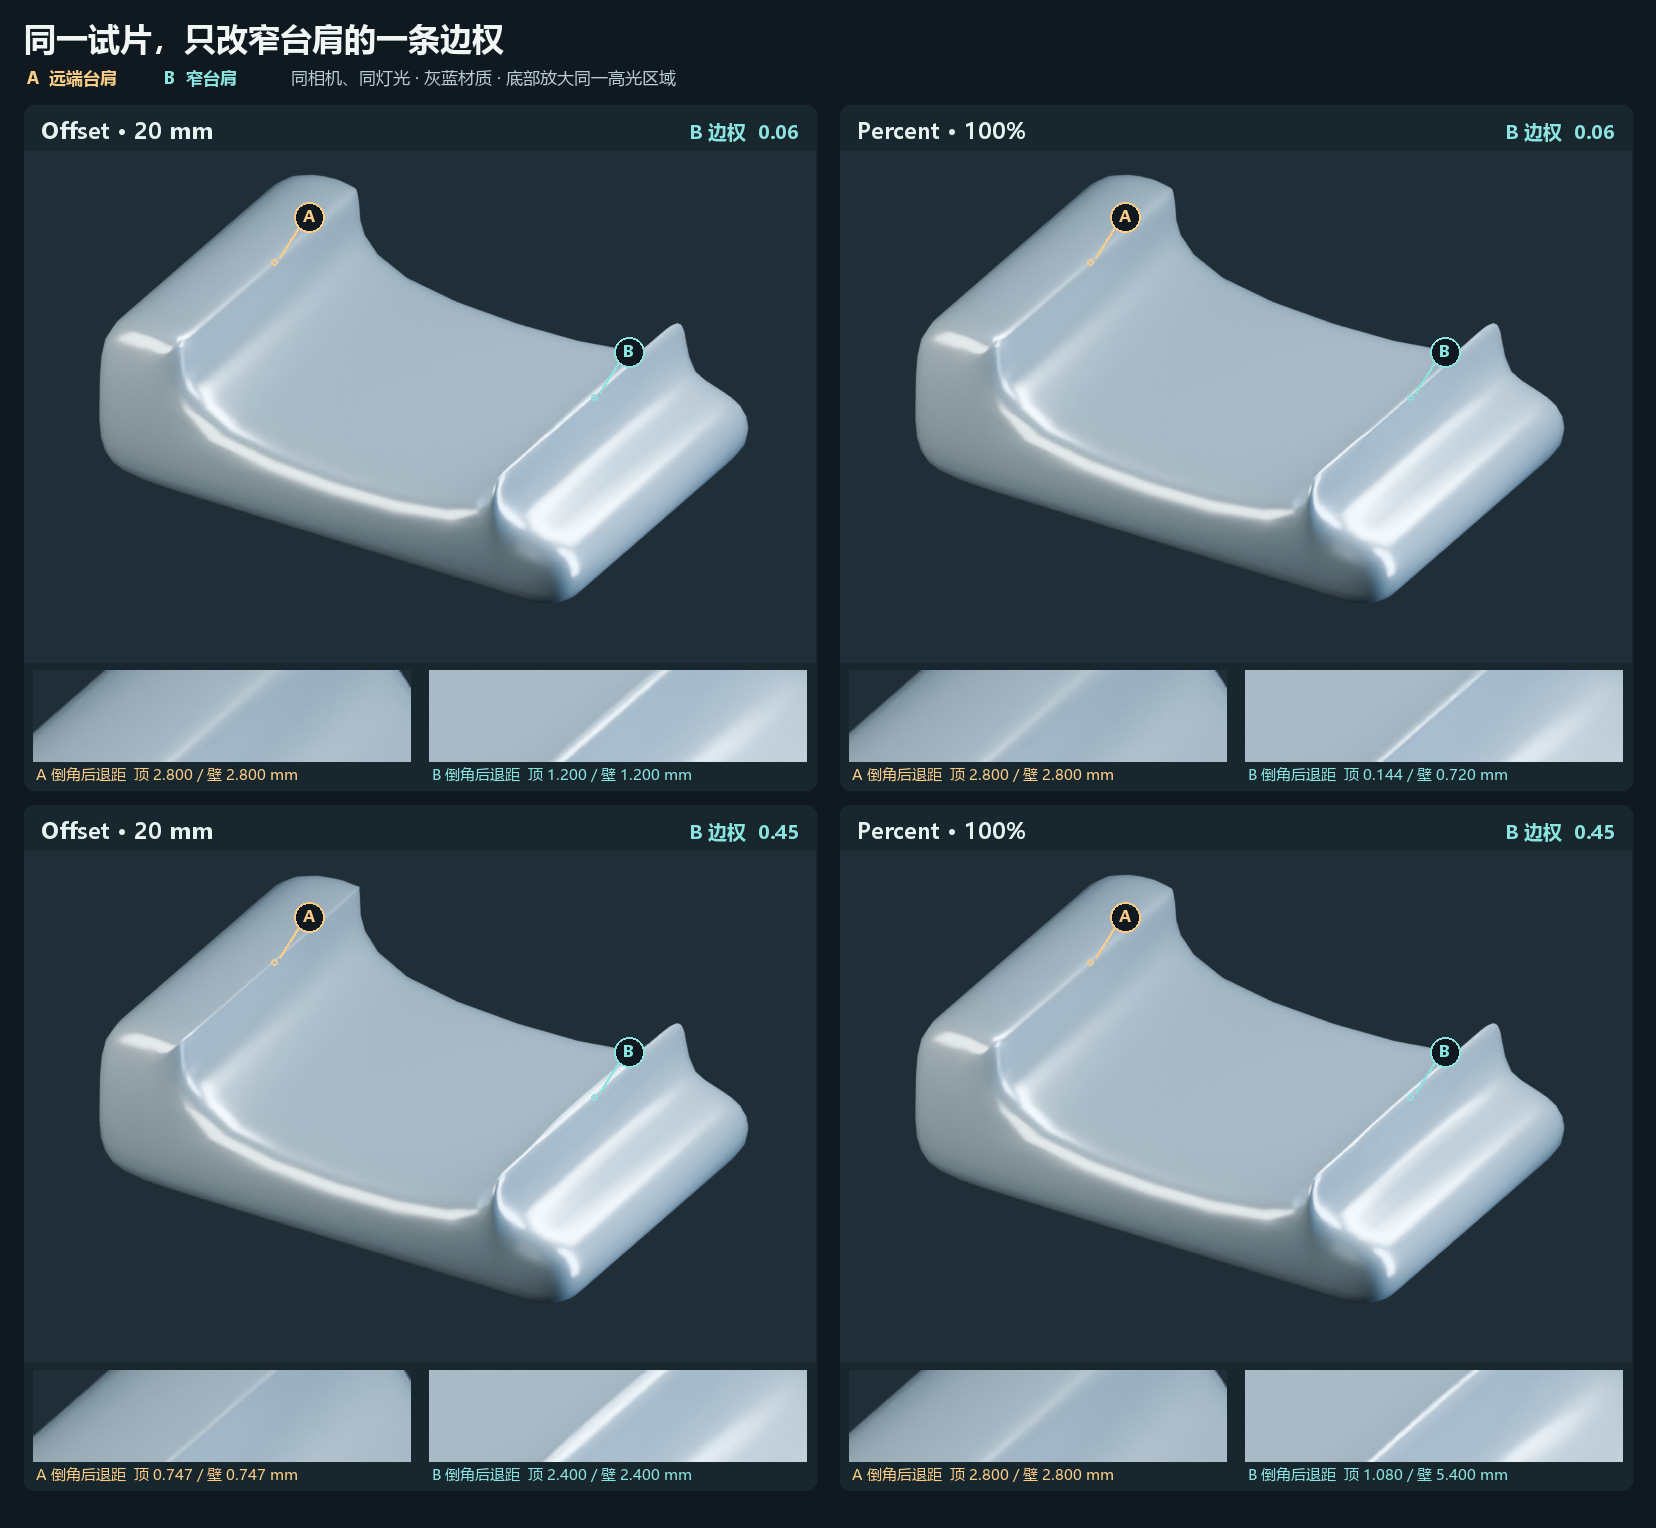 同一试片，只改窄台肩的一条边权
A 远端台肩 B 窄台肩 同相机、同灯光 · 灰蓝材质 · 底部放大同一高光区域
Offset • 20 mm B 边权 0.06
A
B
A 倒角后退距 顶 2.800 / 壁 2.800 mm B 倒角后退距 顶 1.200 / 壁 1.200 mm
Percent • 100% B 边权 0.06
A
B
A 倒角后退距 顶 2.800 / 壁 2.800 mm B 倒角后退距 顶 0.144 / 壁 0.720 mm
Offset • 20 mm B 边权 0.45
A
B
A 倒角后退距 顶 0.747 / 壁 0.747 mm B 倒角后退距 顶 2.400 / 壁 2.400 mm
Percent • 100% B 边权 0.45
A
B
A 倒角后退距 顶 2.800 / 壁 2.800 mm B 倒角后退距 顶 1.080 / 壁 5.400 mm